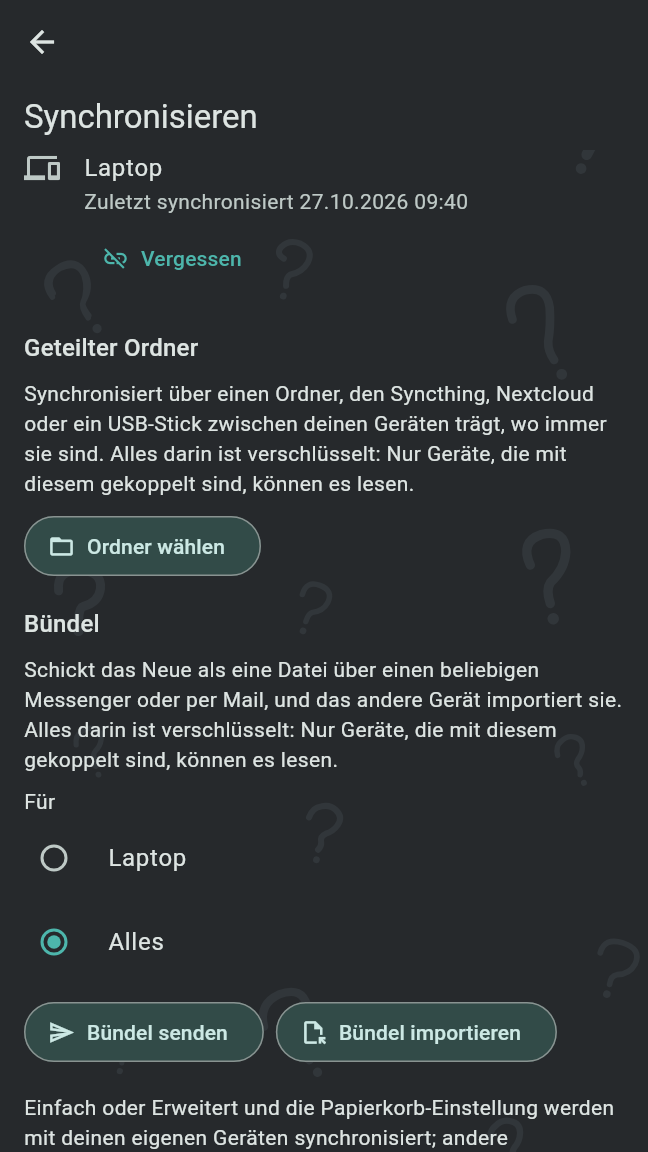 Synchronisieren
Laptop
Zuletzt synchronisiert 27.10.2026 09:40
Vergessen
Geteilter Ordner
Synchronisiert über einen Ordner, den Syncthing, Nextcloud
oder ein USB-Stick zwischen deinen Geräten trägt, wo immer
sie sind. Alles darin ist verschlüsselt: Nur Geräte, die mit
diesem gekoppelt sind, können es lesen.
Ordner wählen
Bündel
Schickt das Neue als eine Datei über einen beliebigen
Messenger oder per Mail, und das andere Gerät importiert sie.
Alles darin ist verschlüsselt: Nur Geräte, die mit diesem
gekoppelt sind, können es lesen.
Für
Laptop
Alles
Bündel senden
Bündel importieren
Einfach oder Erweitert und die Papierkorb-Einstellung werden
mit deinen eigenen Geräten synchronisiert; andere